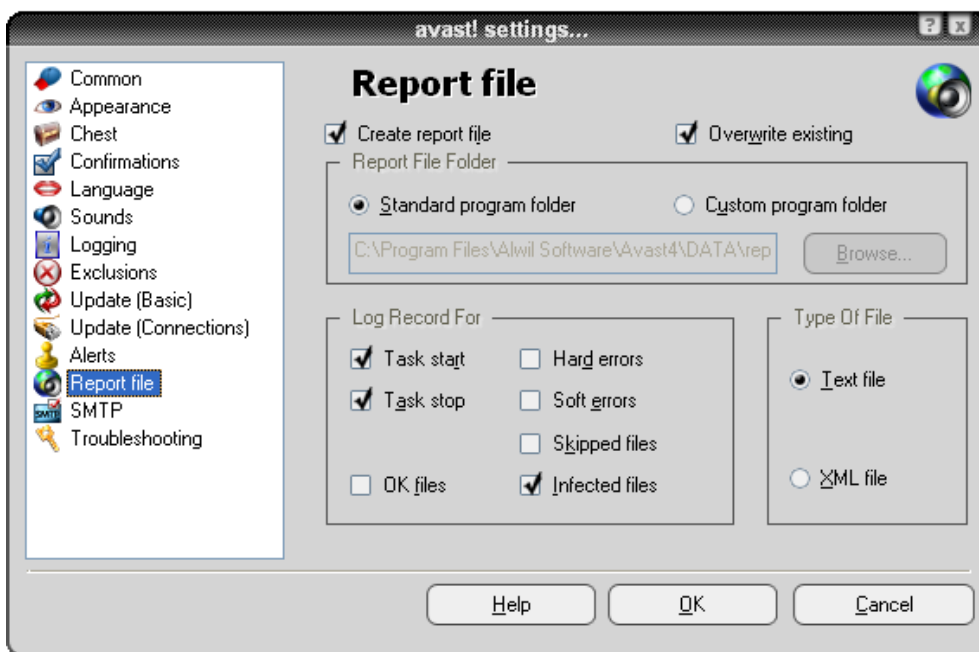 avast! settings...
? x
Common
Appearance
Chest
Confirmations
Language
Sounds
Logging
Exclusions
Update (Basic)
Update (Connections)
Alerts
Report file
SMTP
Troubleshooting
Report file
Create report file
Overwrite existing
Report File Folder
Standard program folder
Custom program folder
C:\Program Files\Alwil Software\Avast4\DATA\rep
Browse...
Log Record For
Task start
Hard errors
Task stop
Soft errors
Skipped files
OK files
Infected files
Type Of File
Text file
XML file
Help
OK
Cancel